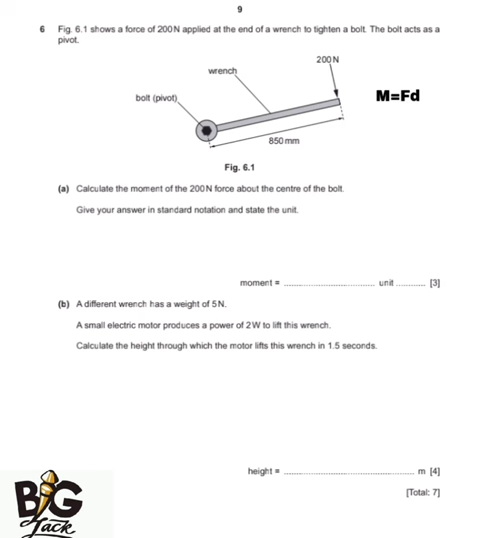 9
6 Fig. 6.1 shows a force of 200 N applied at the end of a wrench to tighten a bolt. The bolt acts as a
pivot.
200 N
wrench
bolt (pivot)
M=Fd
850 mm
Fig. 6.1
(a) Calculate the moment of the 200 N force about the centre of the bolt.
Give your answer in standard notation and state the unit.
moment = ........................................ unit ............ [3]
(b) A different wrench has a weight of 5 N.
A small electric motor produces a power of 2 W to lift this wrench.
Calculate the height through which the motor lifts this wrench in 1.5 seconds.
height = ........................................................ m [4]
[Total: 7]
BIG
Jack